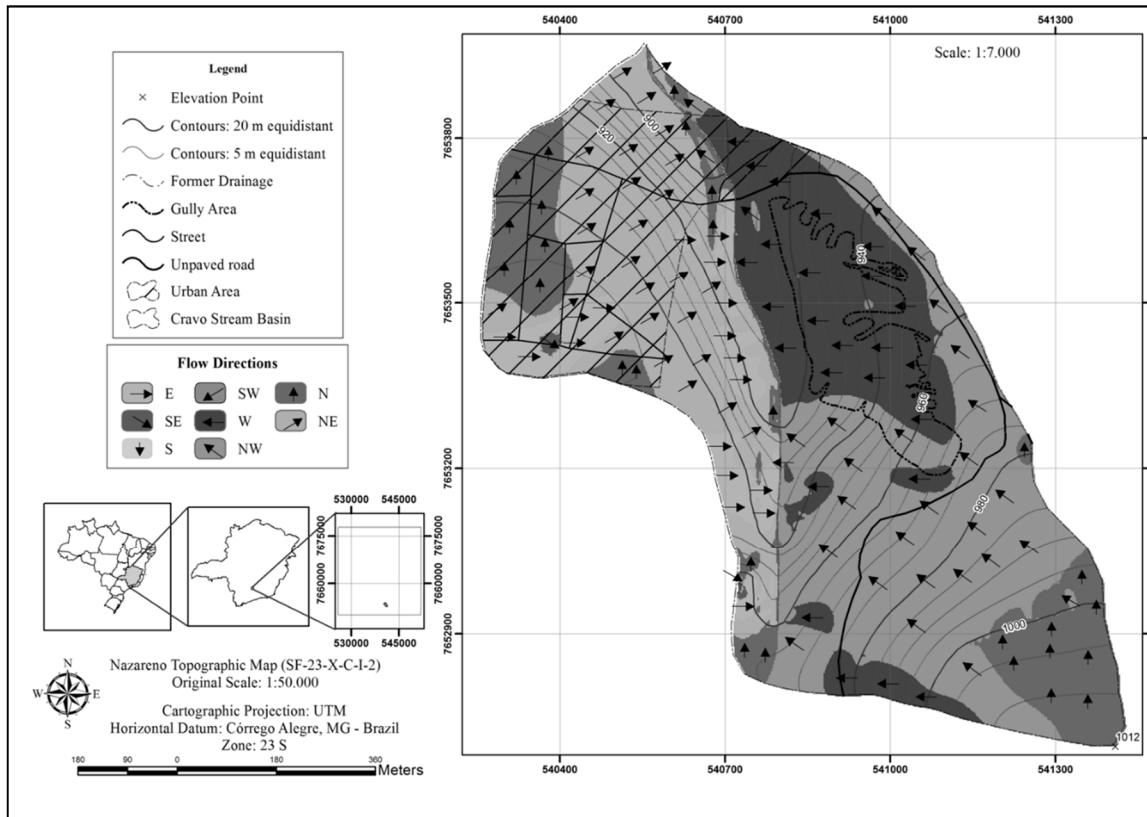 Legend
Elevation Point
Contours: 20 m equidistant
Contours: 5 m equidistant
Former Drainage
Gully Area
Street
Unpaved road
Urban Area
Cravo Stream Basin
Flow Directions
E SW N
SE W NE
S NW
530000 545000
7675000
7660000
530000 545000
Nazareno Topographic Map (SF-23-X-C-I-2)
Original Scale: 1:50.000
N
W E
S
Cartographic Projection: UTM
Horizontal Datum: Córrego Alegre, MG - Brazil
Zone: 23 S
180 90 0 180 360
Meters
540400 540700 541000 541300
Scale: 1:7.000
7653800
7653500
7653200
7652900
920
900
940
960
980
1000
1012
540400 540700 541000 541300
7675000
7660000